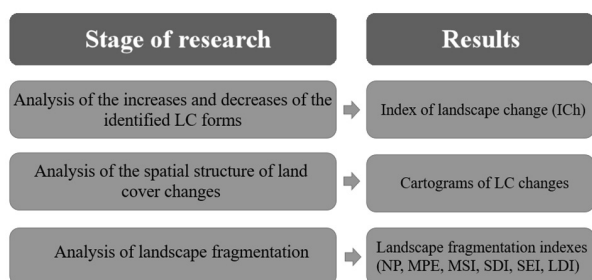 Stage of research
Results
Analysis of the increases and decreases of the
identified LC forms
Index of landscape change (ICh)
Analysis of the spatial structure of land
cover changes
Cartograms of LC changes
Analysis of landscape fragmentation
Landscape fragmentation indexes
(NP, MPE, MSI, SDI, SEI, LDI)